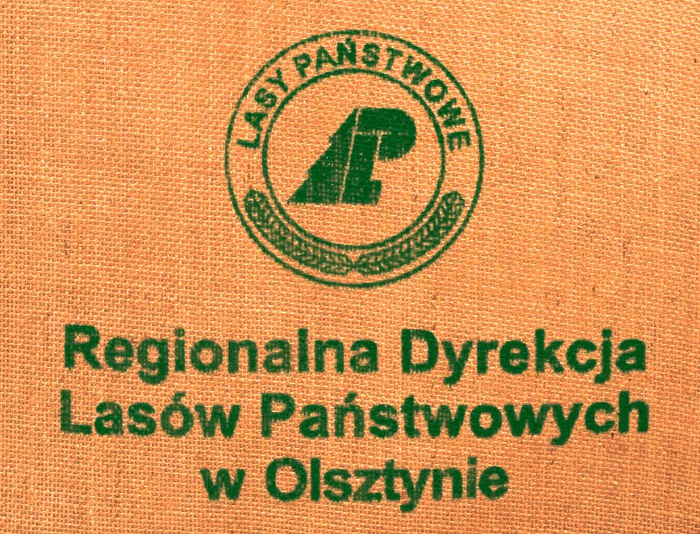 LASY PAŃSTWOWE
Regionalna Dyrekcja
Lasów Państwowych
w Olsztynie